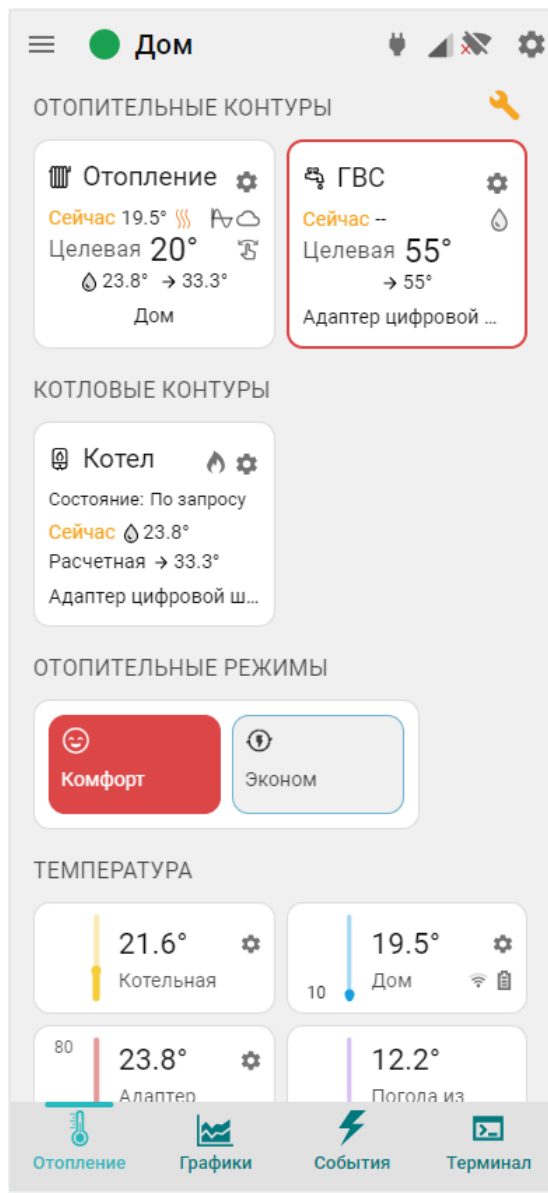 Дом
ОТОПИТЕЛЬНЫЕ КОНТУРЫ
Отопление
Сейчас 19.5°
Целевая 20°
23.8° → 33.3°
Дом
ГВС
Сейчас --
Целевая 55°
→ 55°
Адаптер цифровой ...
КОТЛОВЫЕ КОНТУРЫ
Котел
Состояние: По запросу
Сейчас 23.8°
Расчетная → 33.3°
Адаптер цифровой ш...
ОТОПИТЕЛЬНЫЕ РЕЖИМЫ
Комфорт
Эконом
ТЕМПЕРАТУРА
21.6°
Котельная
19.5°
10 Дом
80
23.8°
Адаптер
12.2°
Погода из
Отопление
Графики
События
Терминал